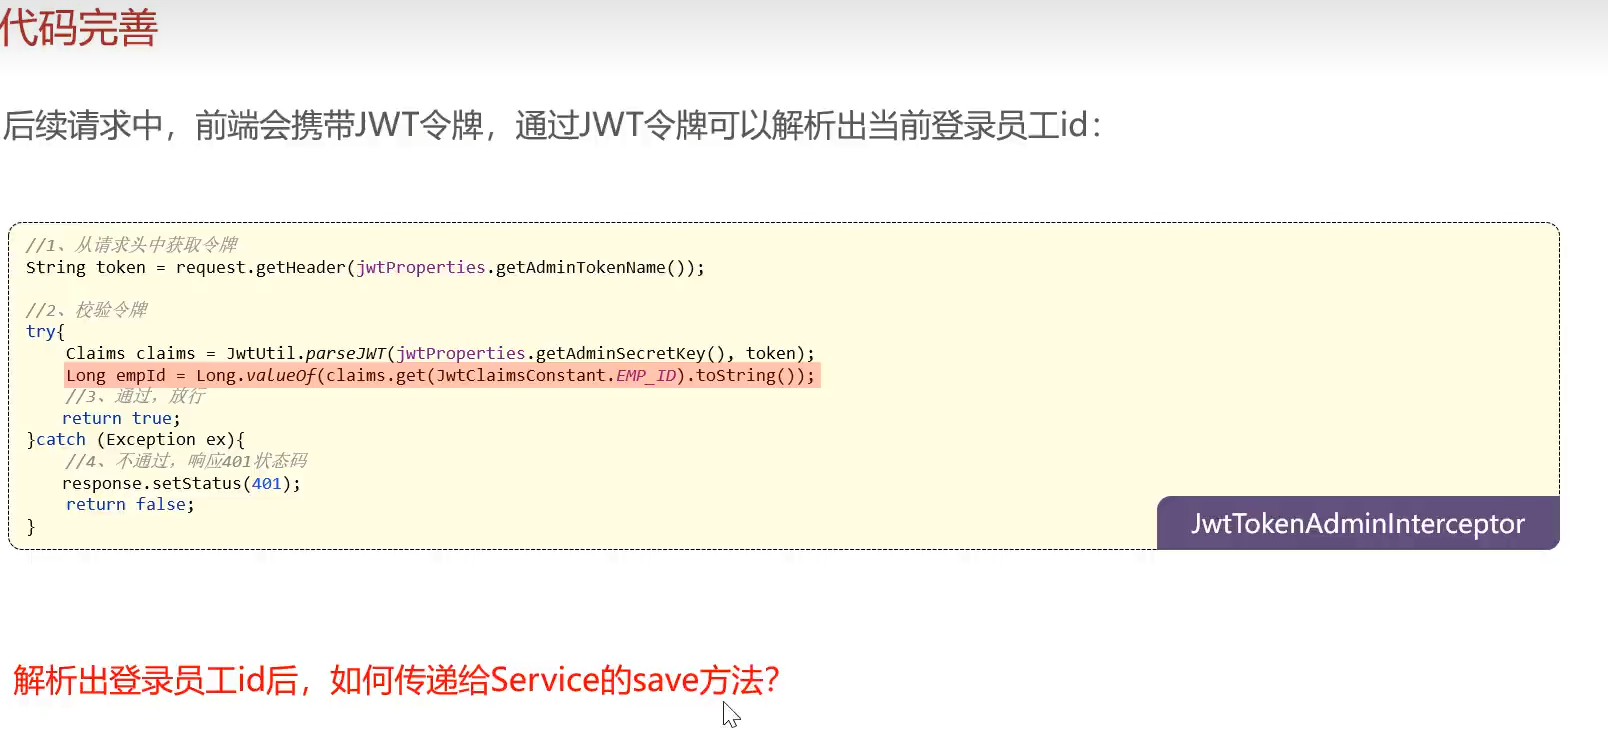 代码完善
后续请求中，前端会携带JWT令牌，通过JWT令牌可以解析出当前登录员工id：
//1、从请求头中获取令牌
String token = request.getHeader(jwtProperties.getAdminTokenName());
//2、校验令牌
try{
Claims claims = JwtUtil.parseJWT(jwtProperties.getAdminSecretKey(), token);
Long empId = Long.valueOf(claims.get(JwtClaimsConstant.EMP_ID).toString());
//3、通过，放行
return true;
}catch (Exception ex){
//4、不通过，响应401状态码
response.setStatus(401);
return false;
}
JwtTokenAdminInterceptor
解析出登录员工id后，如何传递给Service的save方法？